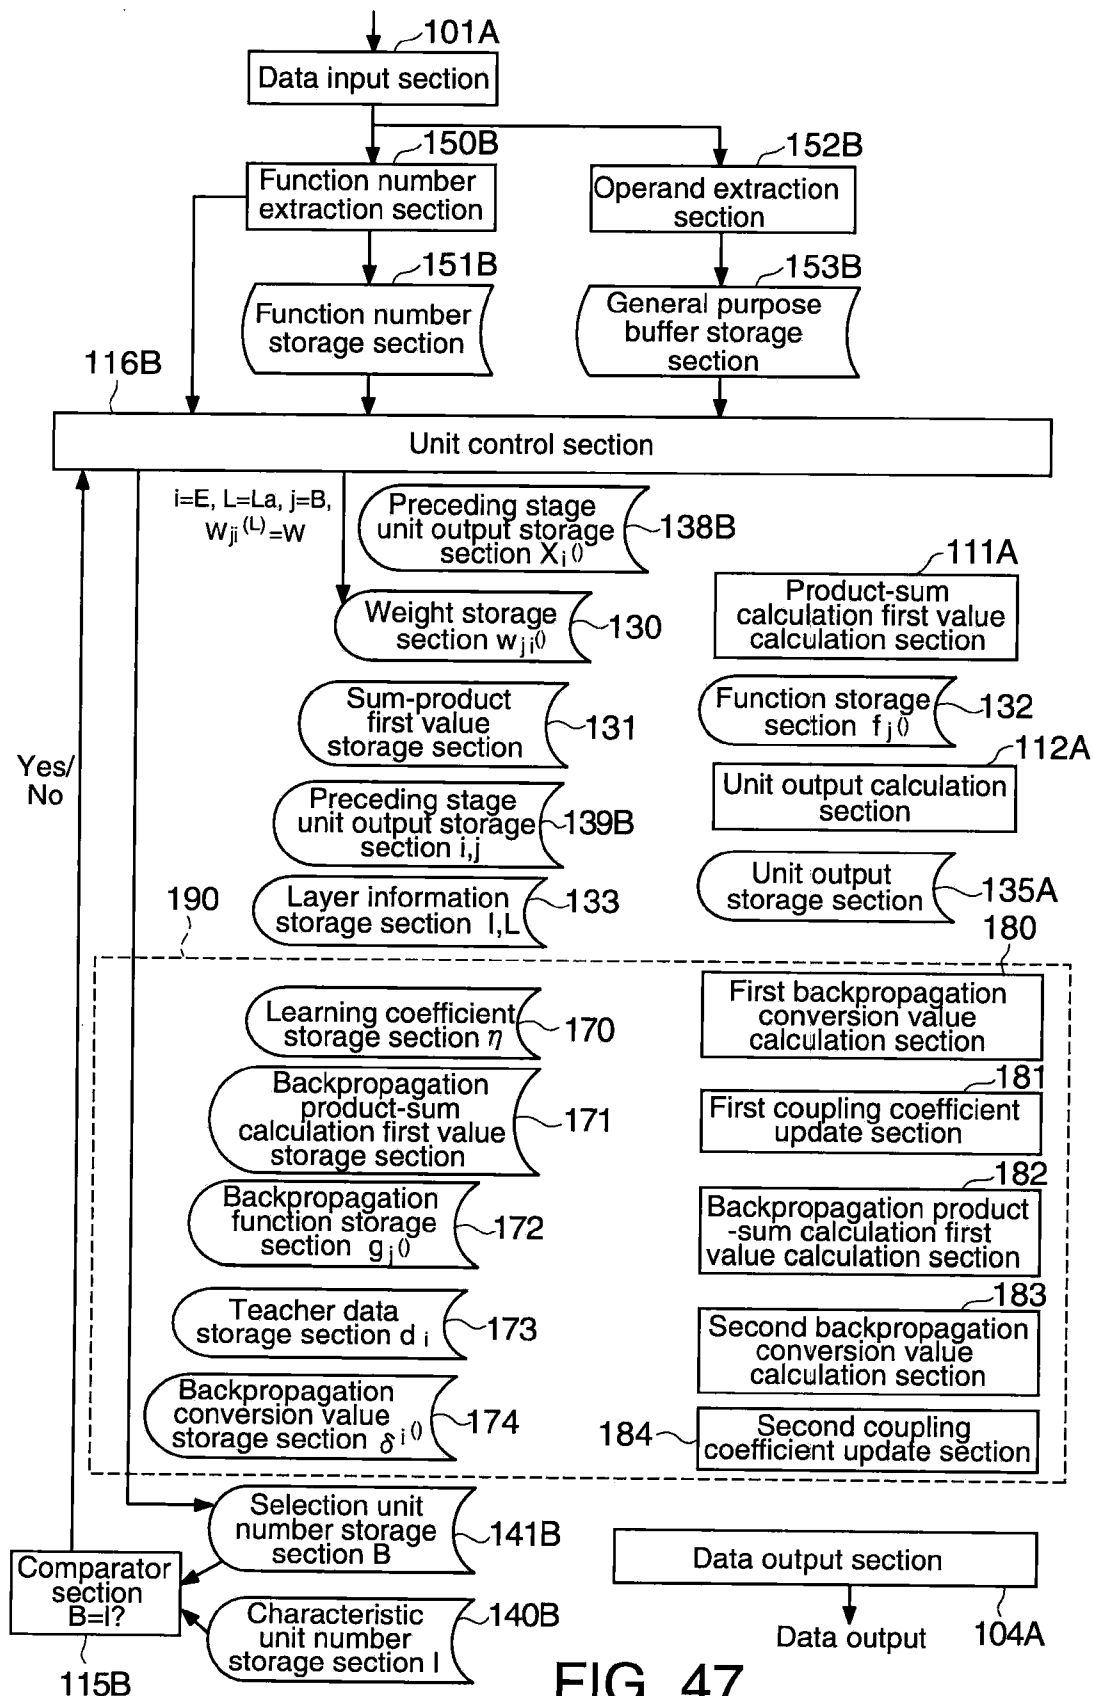 101A
Data input section
150B
Function number
extraction section
152B
Operand extraction
section
151B
Function number
storage section
153B
General purpose
buffer storage
section
116B
Unit control section
i=E, L=La, j=B,
Wji(L)=W
Preceding stage
unit output storage
section Xi()
138B
111A
Product-sum
calculation first value
calculation section
Weight storage
section wji()
130
Sum-product
first value
storage section
131
Function storage
section fj()
132
112A
Unit output calculation
section
Yes/
No
Preceding stage
unit output storage
section i,j
139B
Unit output
storage section
135A
190
Layer information
storage section I,L
133
180
First backpropagation
conversion value
calculation section
Learning coefficient
storage section η
170
181
First coupling coefficient
update section
Backpropagation
product-sum
calculation first value
storage section
171
182
Backpropagation product
-sum calculation first
value calculation section
Backpropagation
function storage
section gj()
172
183
Second backpropagation
conversion value
calculation section
Teacher data
storage section di
173
Backpropagation
conversion value
storage section δi()
174
184
Second coupling
coefficient update section
Selection unit
number storage
section B
141B
Data output section
Comparator
section
B=I?
115B
Characteristic
unit number
storage section I
140B
104A
Data output
FIG. 47